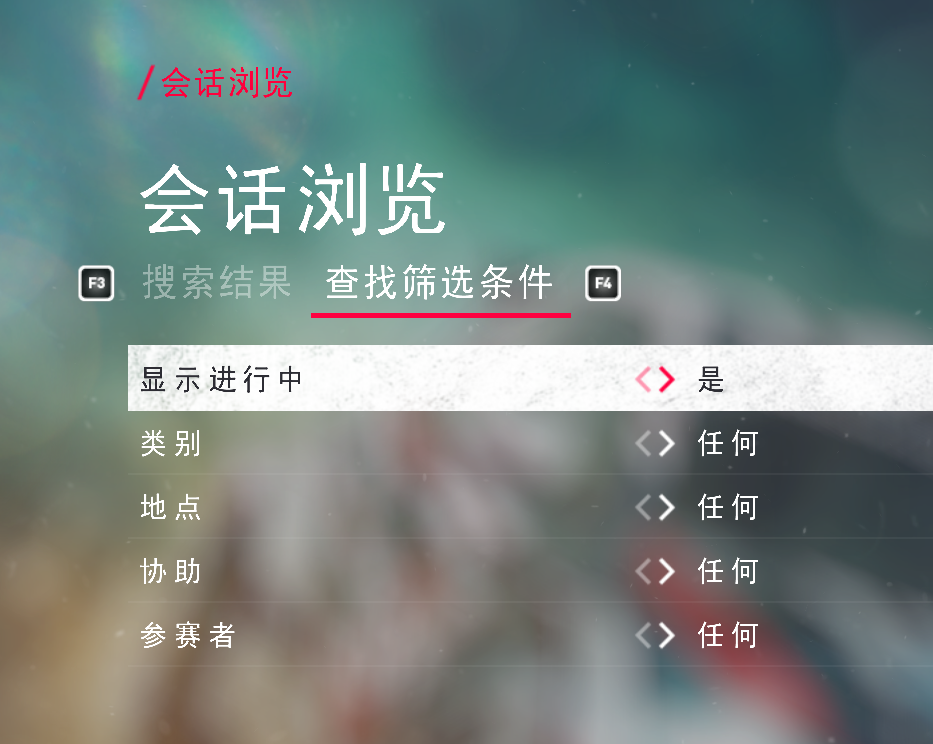 /会话浏览
会话浏览
F3 搜索结果 查找筛选条件 F4
显示进行中 是
类别 任何
地点 任何
协助 任何
参赛者 任何